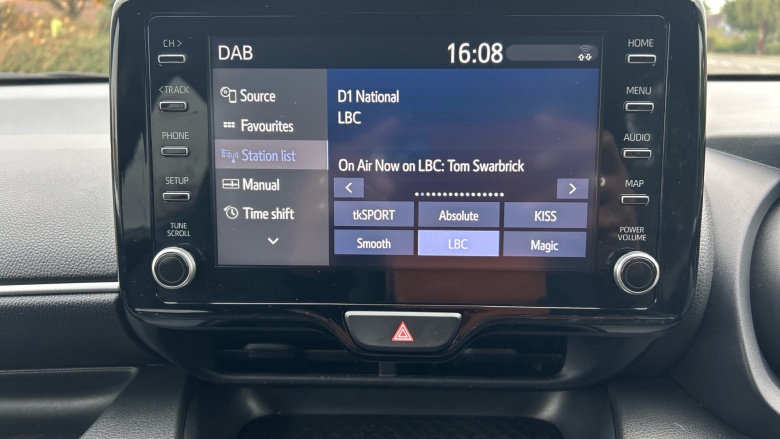 DAB
16:08
CH >
<TRACK
PHONE
SETUP
TUNE
SCROLL
Source
Favourites
Station list
Manual
Time shift
D1 National
LBC
On Air Now on LBC: Tom Swarbrick
< >
tkSPORT Absolute KISS
Smooth LBC Magic
HOME
MENU
AUDIO
MAP
POWER
VOLUME